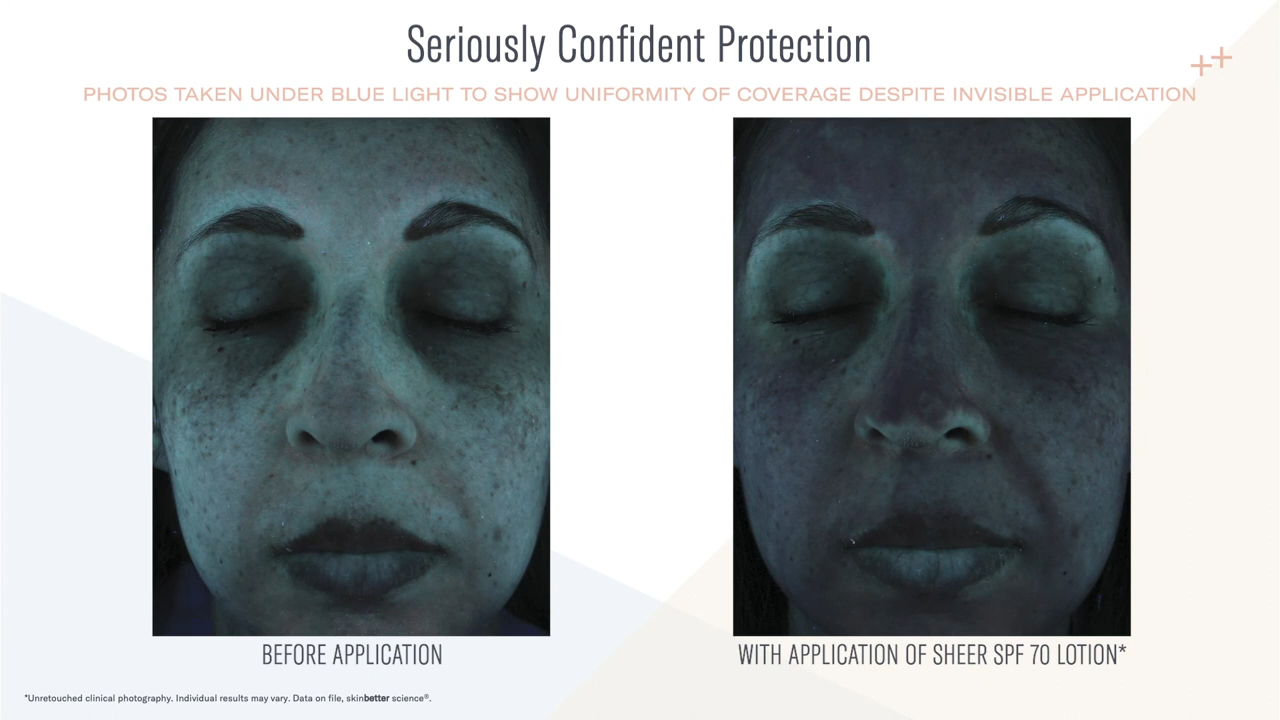 Seriously Confident Protection
PHOTOS TAKEN UNDER BLUE LIGHT TO SHOW UNIFORMITY OF COVERAGE DESPITE INVISIBLE APPLICATION
BEFORE APPLICATION
WITH APPLICATION OF SHEER SPF 70 LOTION*
*Unretouched clinical photography. Individual results may vary. Data on file, skinbetter science®.